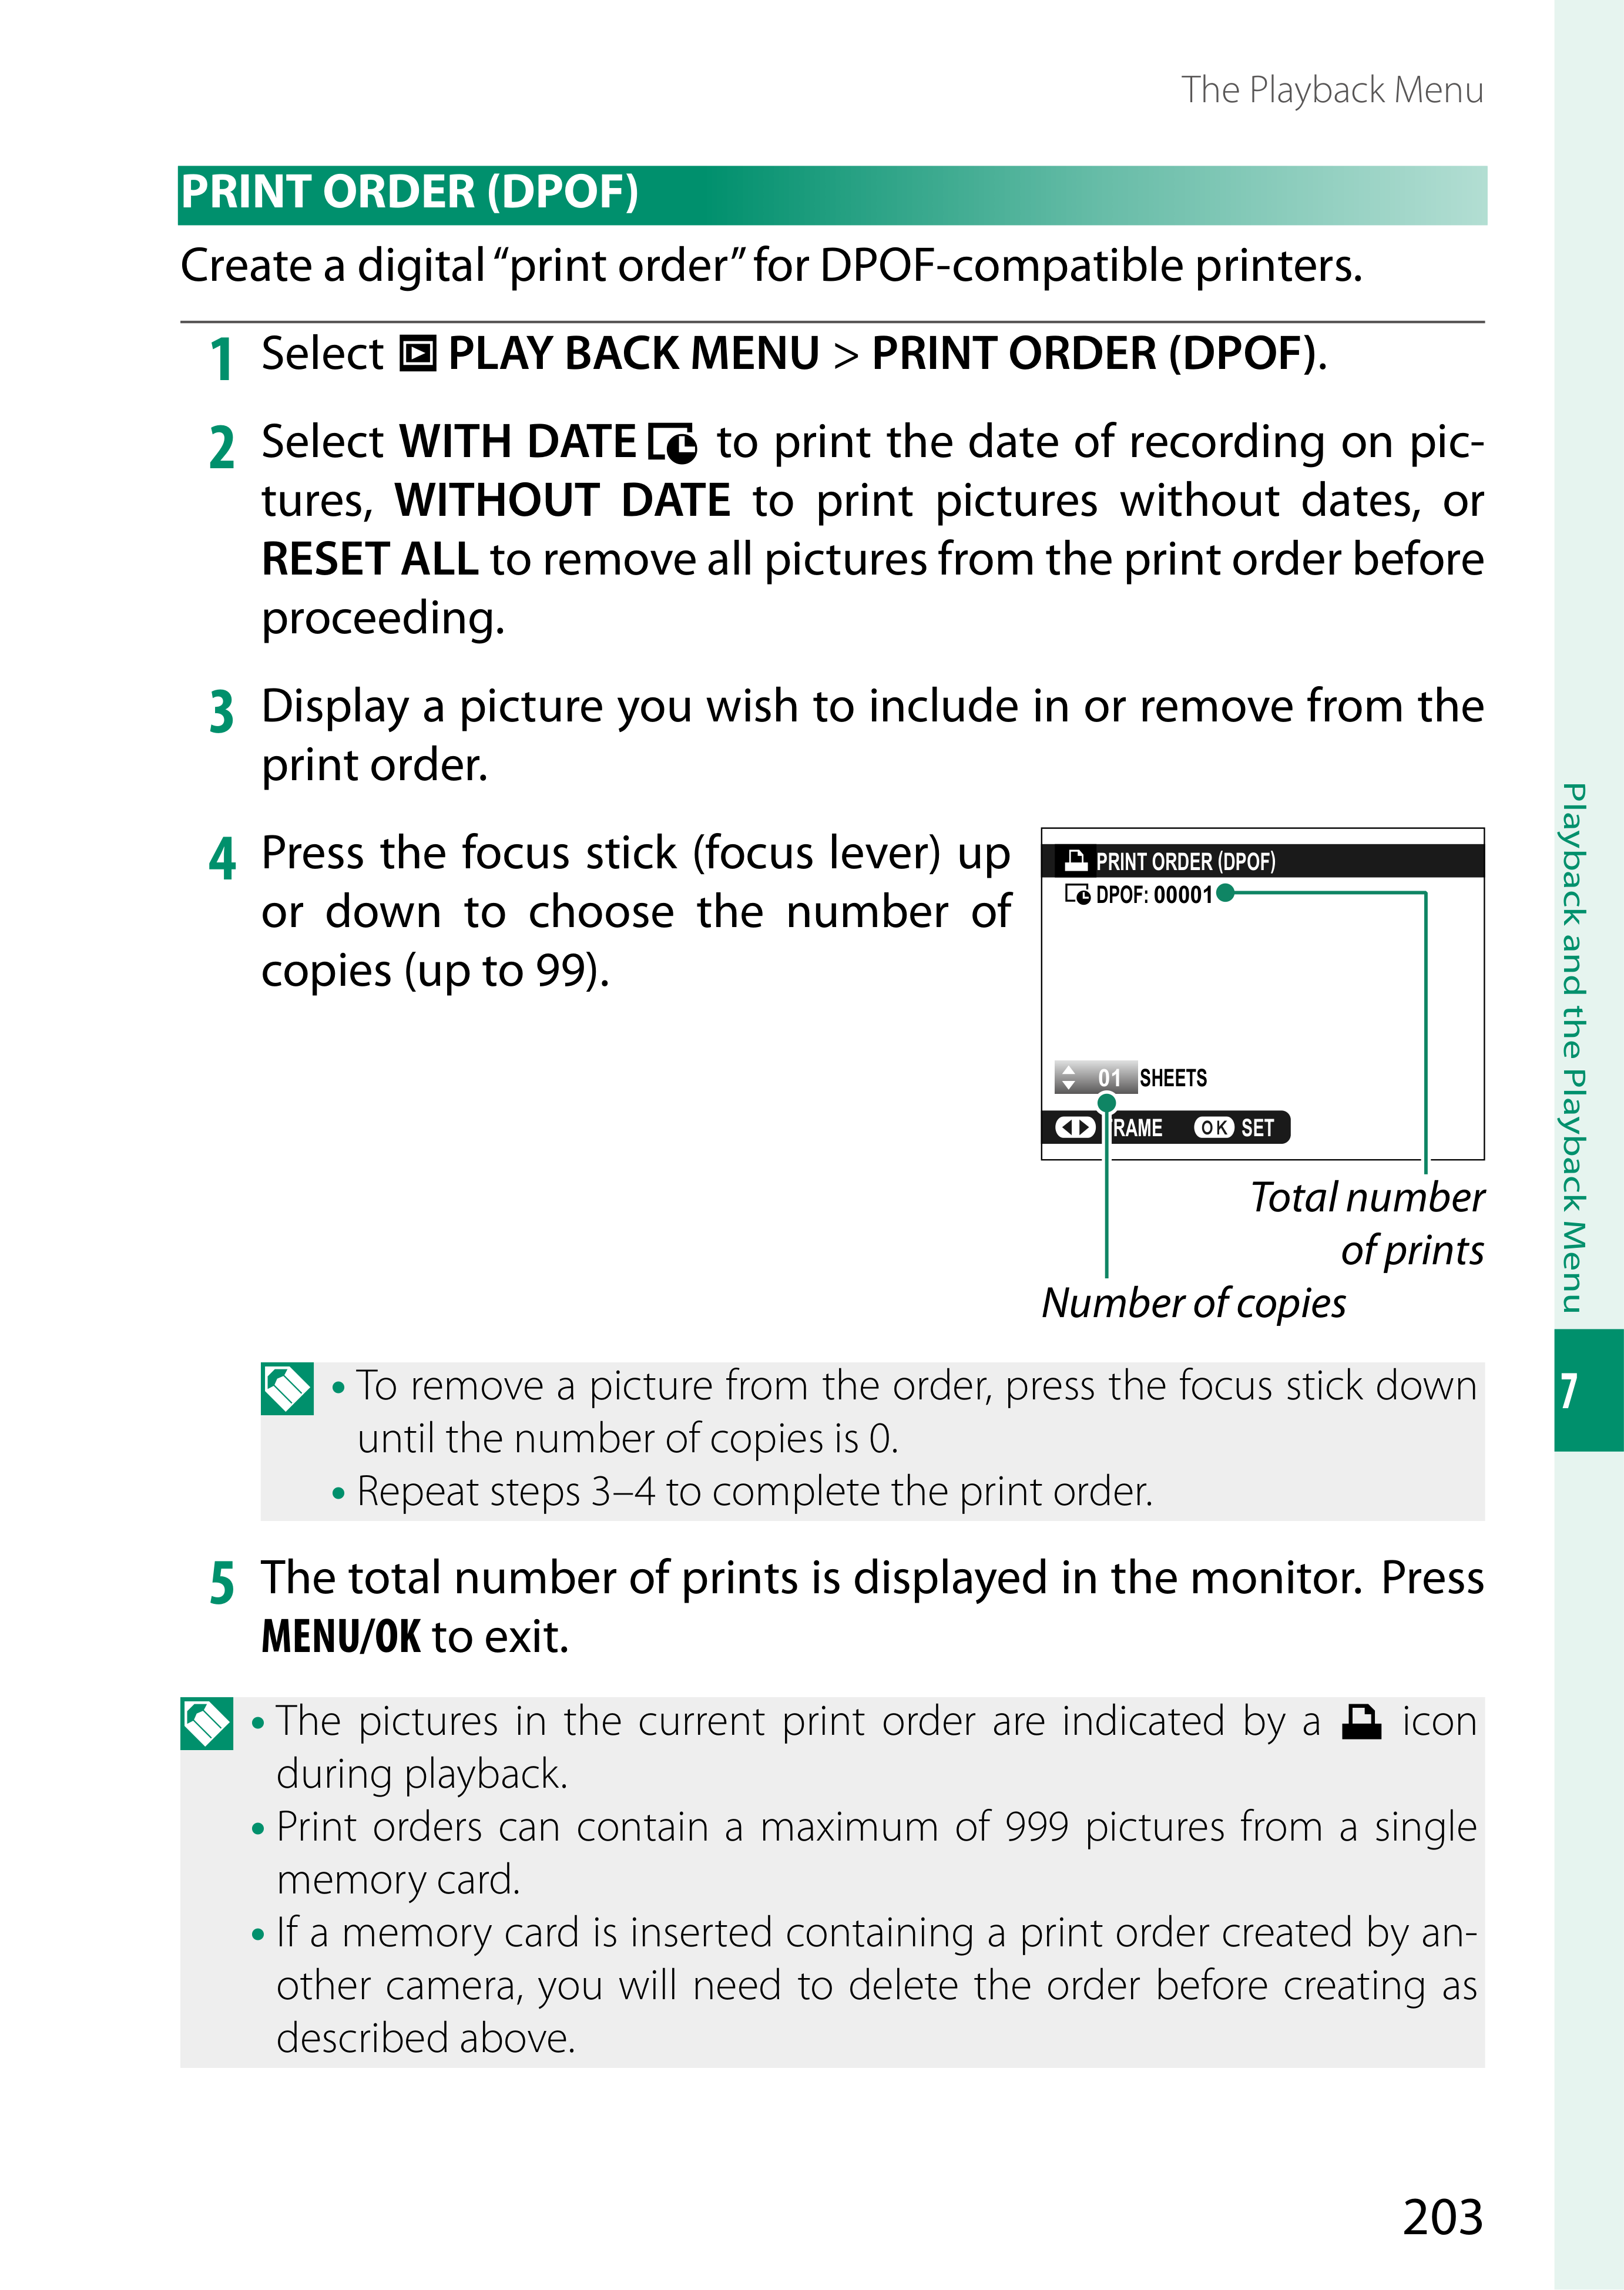 The Playback Menu
PRINT ORDER (DPOF)
Create a digital “print order” for DPOF-compatible printers.
1 Select PLAY BACK MENU > PRINT ORDER (DPOF).
2 Select WITH DATE to print the date of recording on pic-
tures, WITHOUT DATE to print pictures without dates, or
RESET ALL to remove all pictures from the print order before
proceeding.
3 Display a picture you wish to include in or remove from the
print order.
4 Press the focus stick (focus lever) up
or down to choose the number of
copies (up to 99).
PRINT ORDER (DPOF)
DPOF: 00001
01 SHEETS
RAME OK SET
Total number
of prints
Number of copies
• To remove a picture from the order, press the focus stick down
until the number of copies is 0.
• Repeat steps 3–4 to complete the print order.
5 The total number of prints is displayed in the monitor. Press
MENU/OK to exit.
• The pictures in the current print order are indicated by a icon
during playback.
• Print orders can contain a maximum of 999 pictures from a single
memory card.
• If a memory card is inserted containing a print order created by an-
other camera, you will need to delete the order before creating as
described above.
Playback and the Playback Menu
7
203